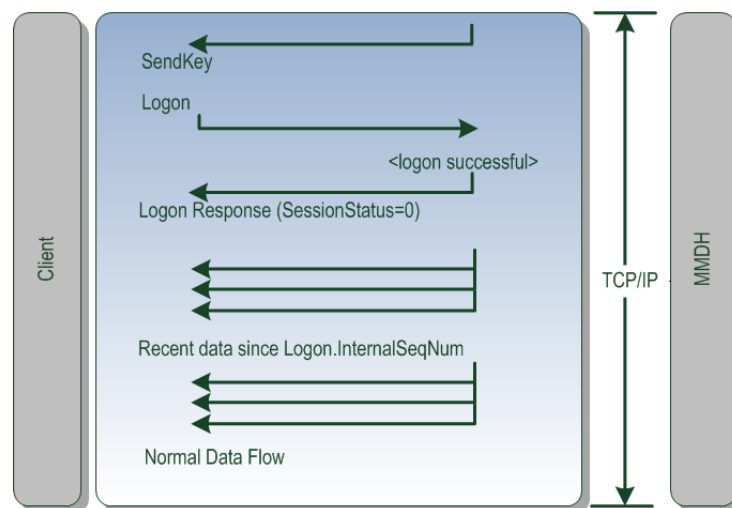 SendKey
Logon
<logon successful>
Logon Response (SessionStatus=0)
Recent data since Logon.InternalSeqNum
Normal Data Flow
Client
TCP/IP
MMDH